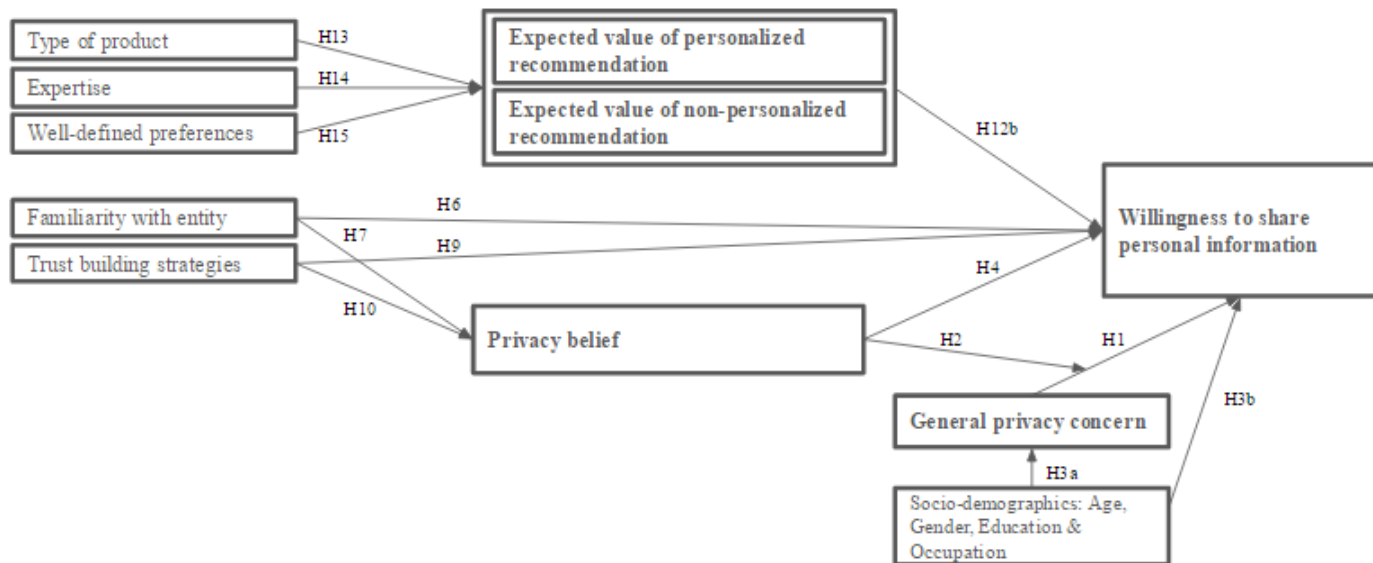 Type of product
Expertise
Well-defined preferences
H13
H14
H15
Expected value of personalized
recommendation
Expected value of non-personalized
recommendation
H12b
Familiarity with entity
Trust building strategies
H6
H7
H9
H10
Willingness to share
personal information
H4
Privacy belief
H2
H1
H3b
General privacy concern
H3a
Socio-demographics: Age,
Gender, Education &
Occupation